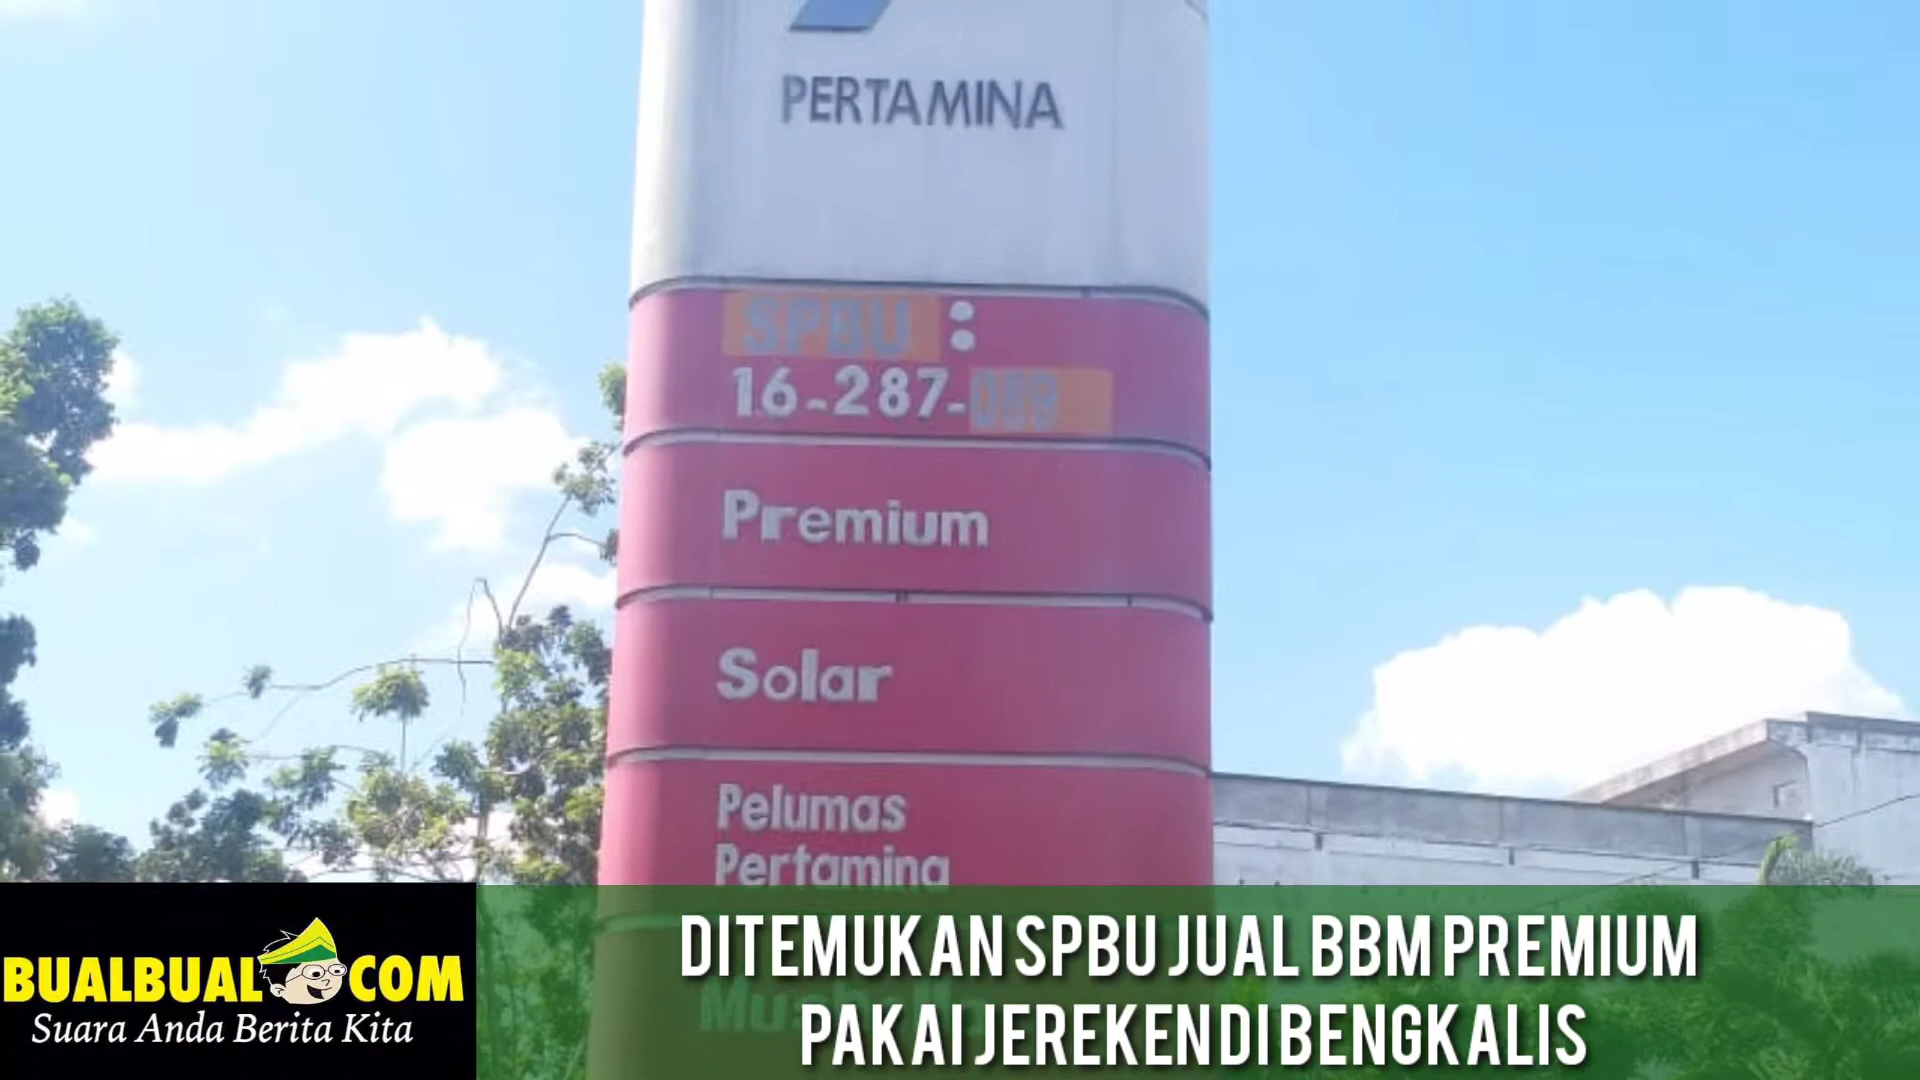 PERTAMINA
SPBU :
16-287-059
Premium
Solar
Pelumas
Pertamina
BUALBUAL COM
Suara Anda Berita Kita
DITEMUKAN SPBU JUAL BBM PREMIUM
PAKAI JEREKEN DI BENGKALIS